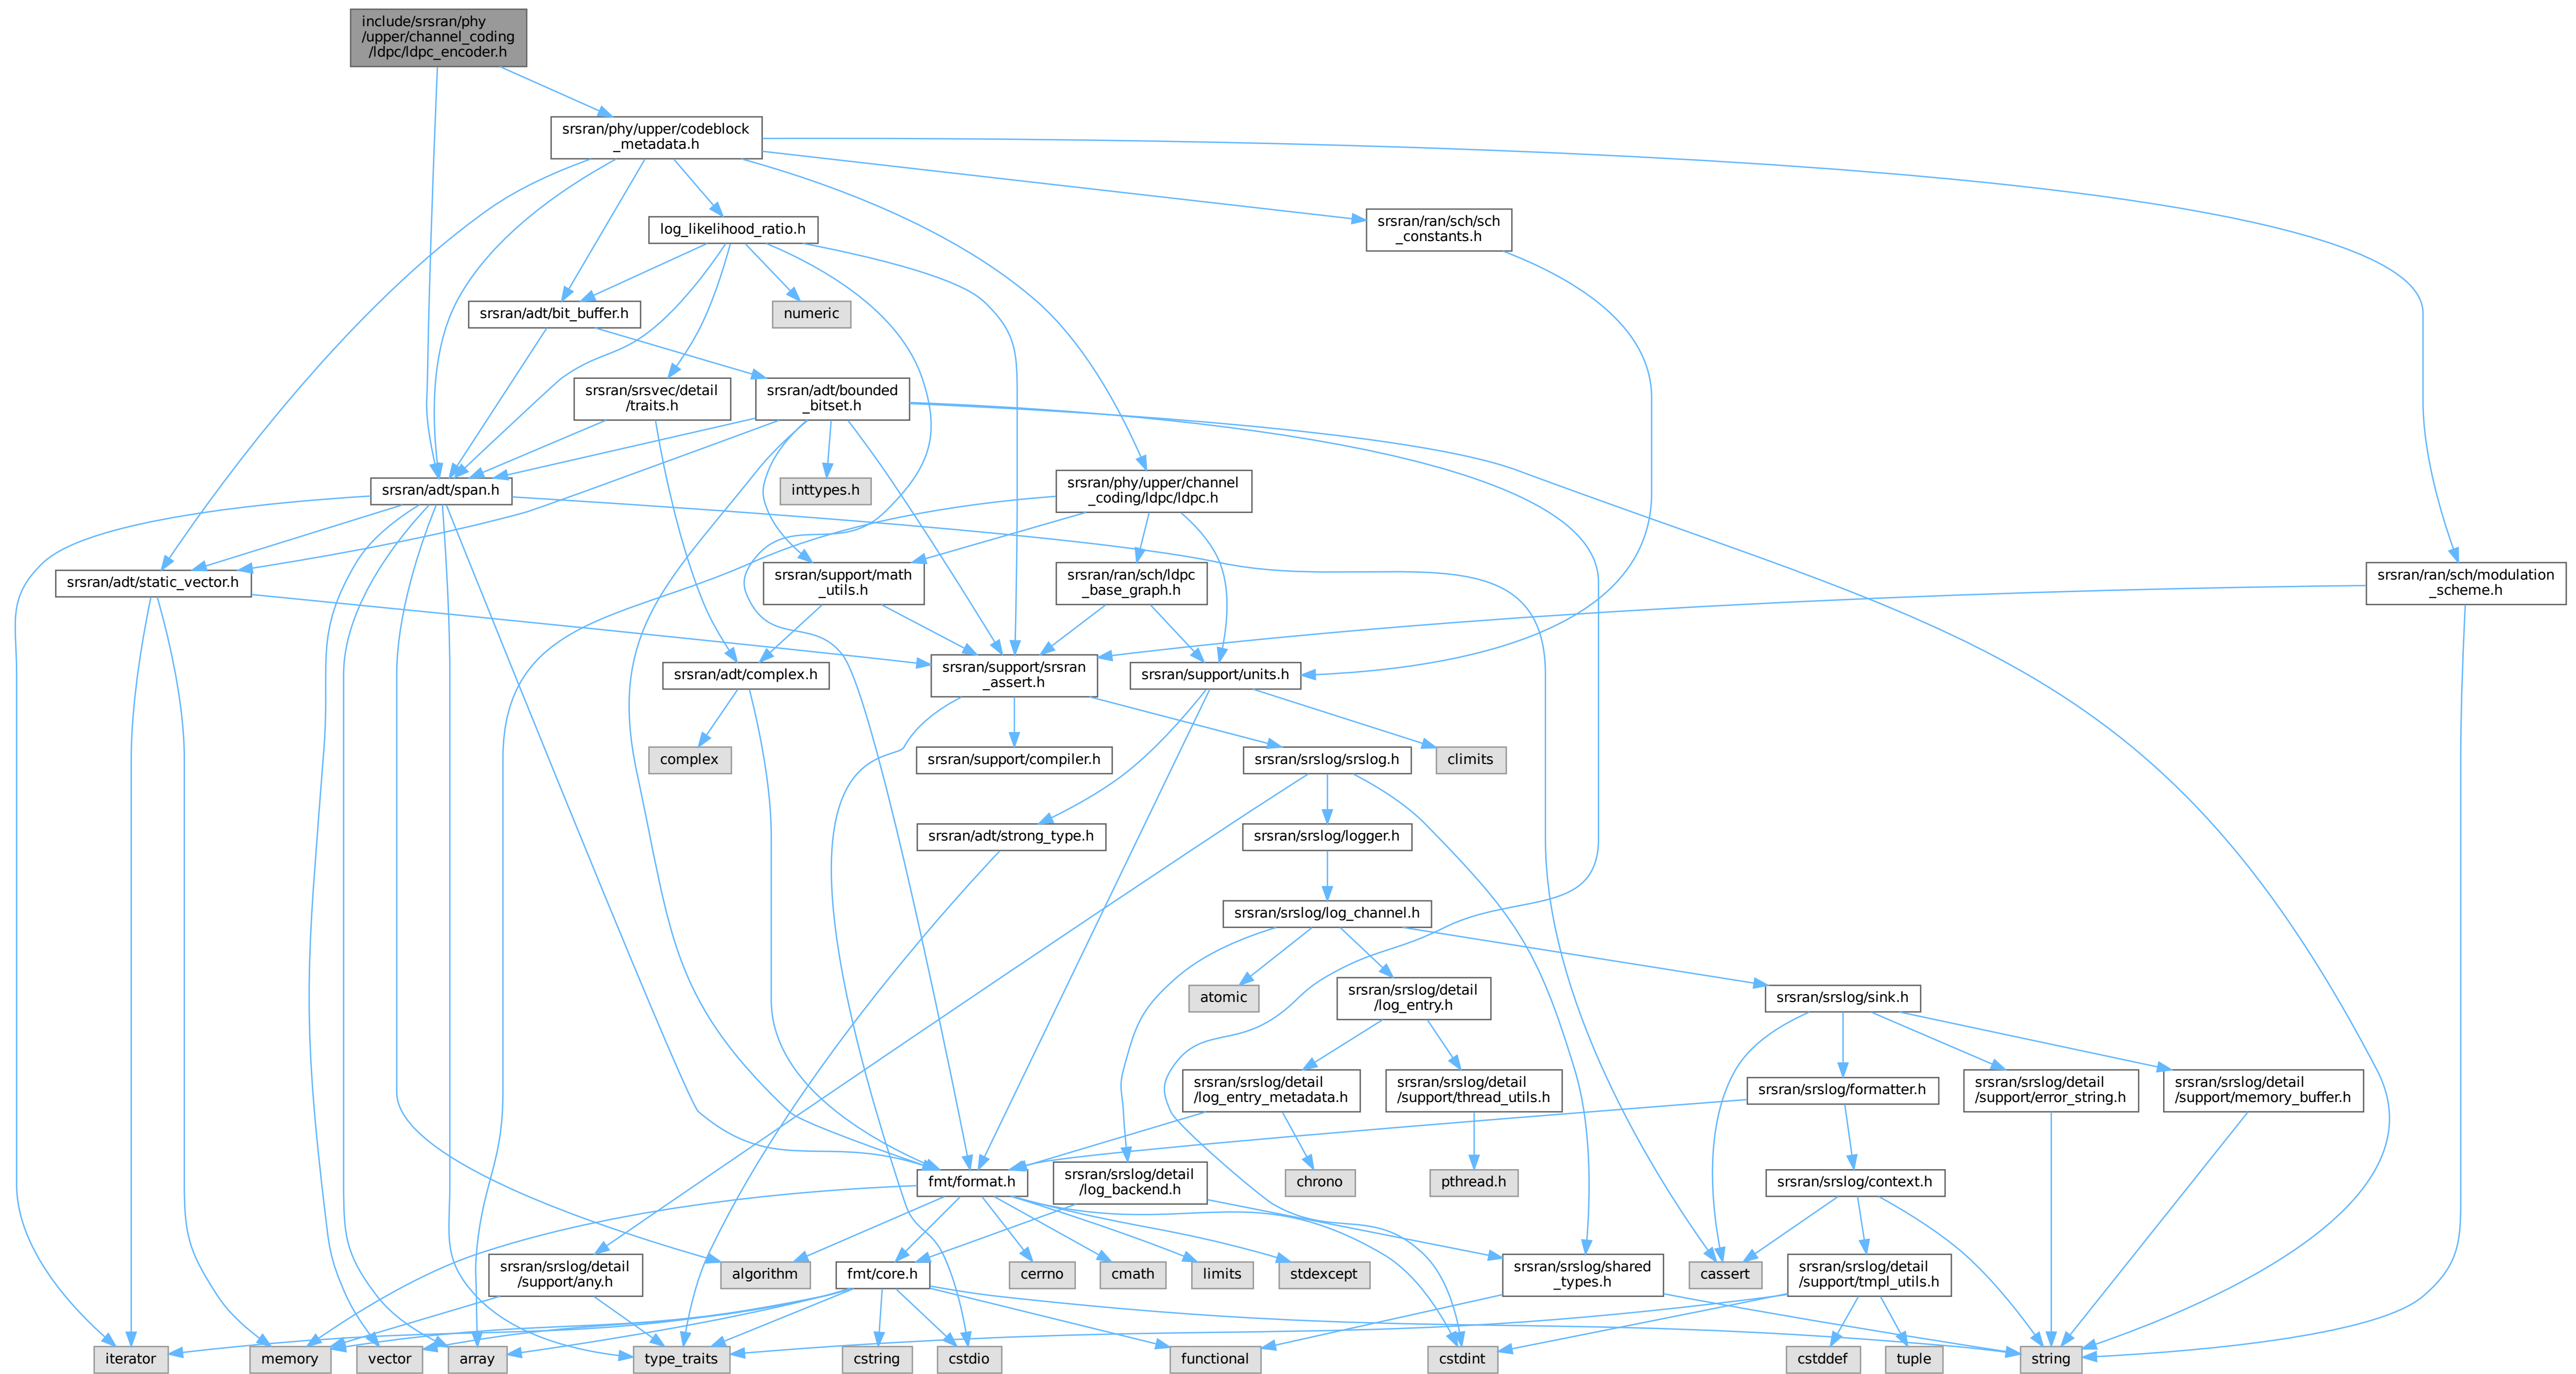 include/srsran/phy
/upper/channel_coding
/ldpc/ldpc_encoder.h
srsran/phy/upper/codeblock
_metadata.h
log_likelihood_ratio.h
srsran/ran/sch/sch
_constants.h
srsran/adt/bit_buffer.h
numeric
srsran/srsvec/detail
/traits.h
srsran/adt/bounded
_bitset.h
srsran/adt/span.h
inttypes.h
srsran/phy/upper/channel
_coding/ldpc/ldpc.h
srsran/adt/static_vector.h
srsran/support/math
_utils.h
srsran/ran/sch/ldpc
_base_graph.h
srsran/ran/sch/modulation
_scheme.h
srsran/adt/complex.h
srsran/support/srsran
_assert.h
srsran/support/units.h
complex
srsran/support/compiler.h
srsran/srslog/srslog.h
climits
srsran/adt/strong_type.h
srsran/srslog/logger.h
srsran/srslog/log_channel.h
atomic
srsran/srslog/detail
/log_entry.h
srsran/srslog/sink.h
srsran/srslog/detail
/log_entry_metadata.h
srsran/srslog/detail
/support/thread_utils.h
srsran/srslog/formatter.h
srsran/srslog/detail
/support/error_string.h
srsran/srslog/detail
/support/memory_buffer.h
fmt/format.h
srsran/srslog/detail
/log_backend.h
chrono
pthread.h
srsran/srslog/context.h
srsran/srslog/detail
/support/any.h
algorithm
fmt/core.h
cerrno
cmath
limits
stdexcept
srsran/srslog/shared
_types.h
cassert
srsran/srslog/detail
/support/tmpl_utils.h
iterator
memory
vector
array
type_traits
cstring
cstdio
functional
cstdint
cstddef
tuple
string